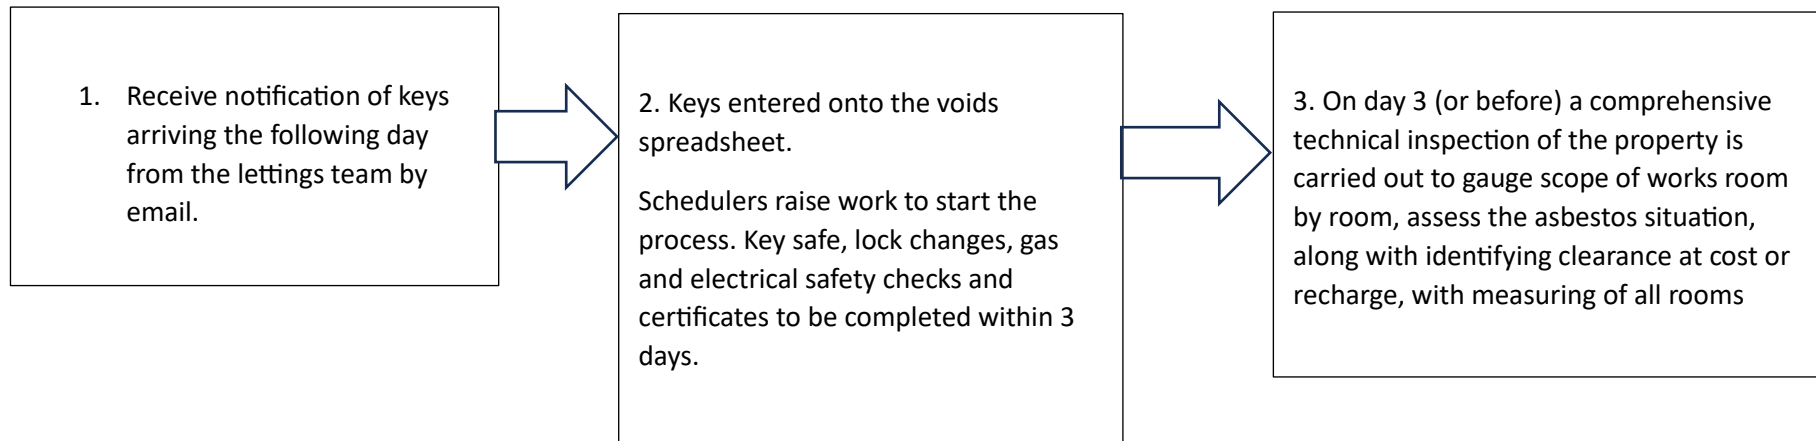 1. Receive notification of keys
arriving the following day
from the lettings team by
email.
2. Keys entered onto the voids
spreadsheet.
Schedulers raise work to start the
process. Key safe, lock changes, gas
and electrical safety checks and
certificates to be completed within 3
days.
3. On day 3 (or before) a comprehensive
technical inspection of the property is
carried out to gauge scope of works room
by room, assess the asbestos situation,
along with identifying clearance at cost or
recharge, with measuring of all rooms